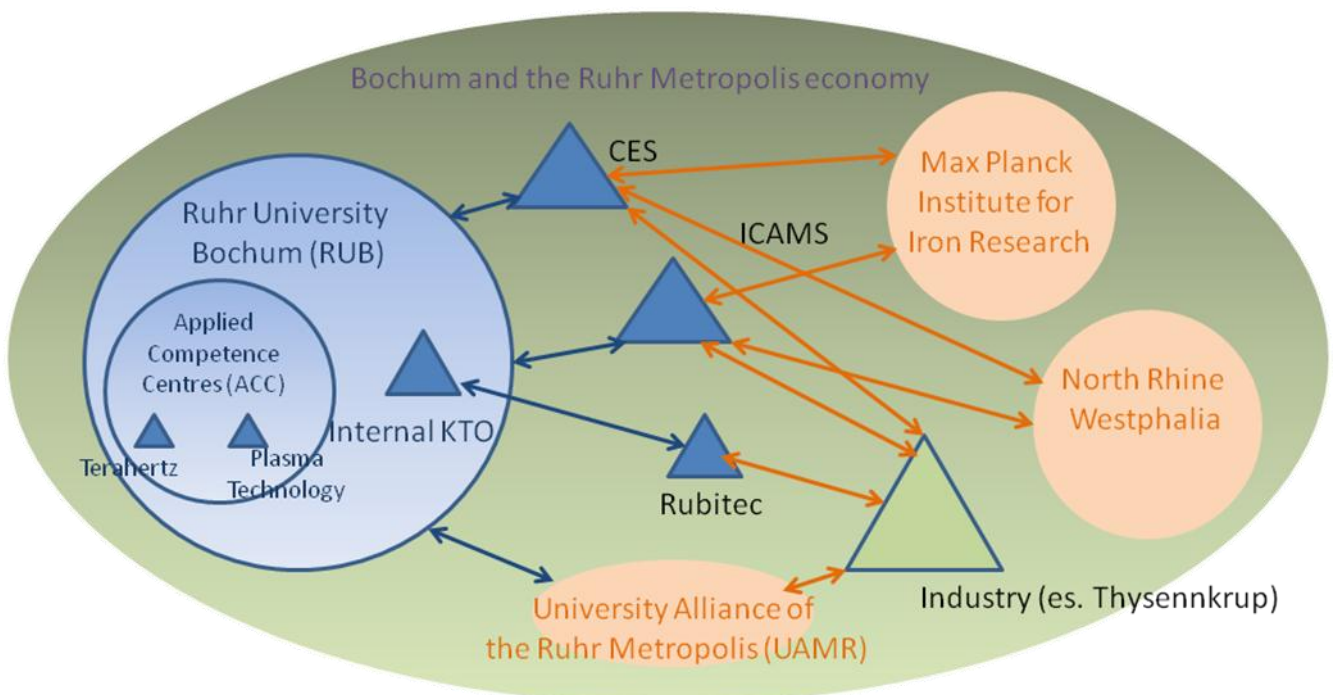 Bochum and the Ruhr Metropolis economy
CES
Max Planck
Institute for
Iron Research
Ruhr University
Bochum (RUB)
ICAMS
Applied
Competence
Centres (ACC)
North Rhine
Westphalia
Internal KTO
Terahertz
Plasma
Technology
Rubitec
Industry (es. Thysennkrup)
University Alliance of
the Ruhr Metropolis (UAMR)